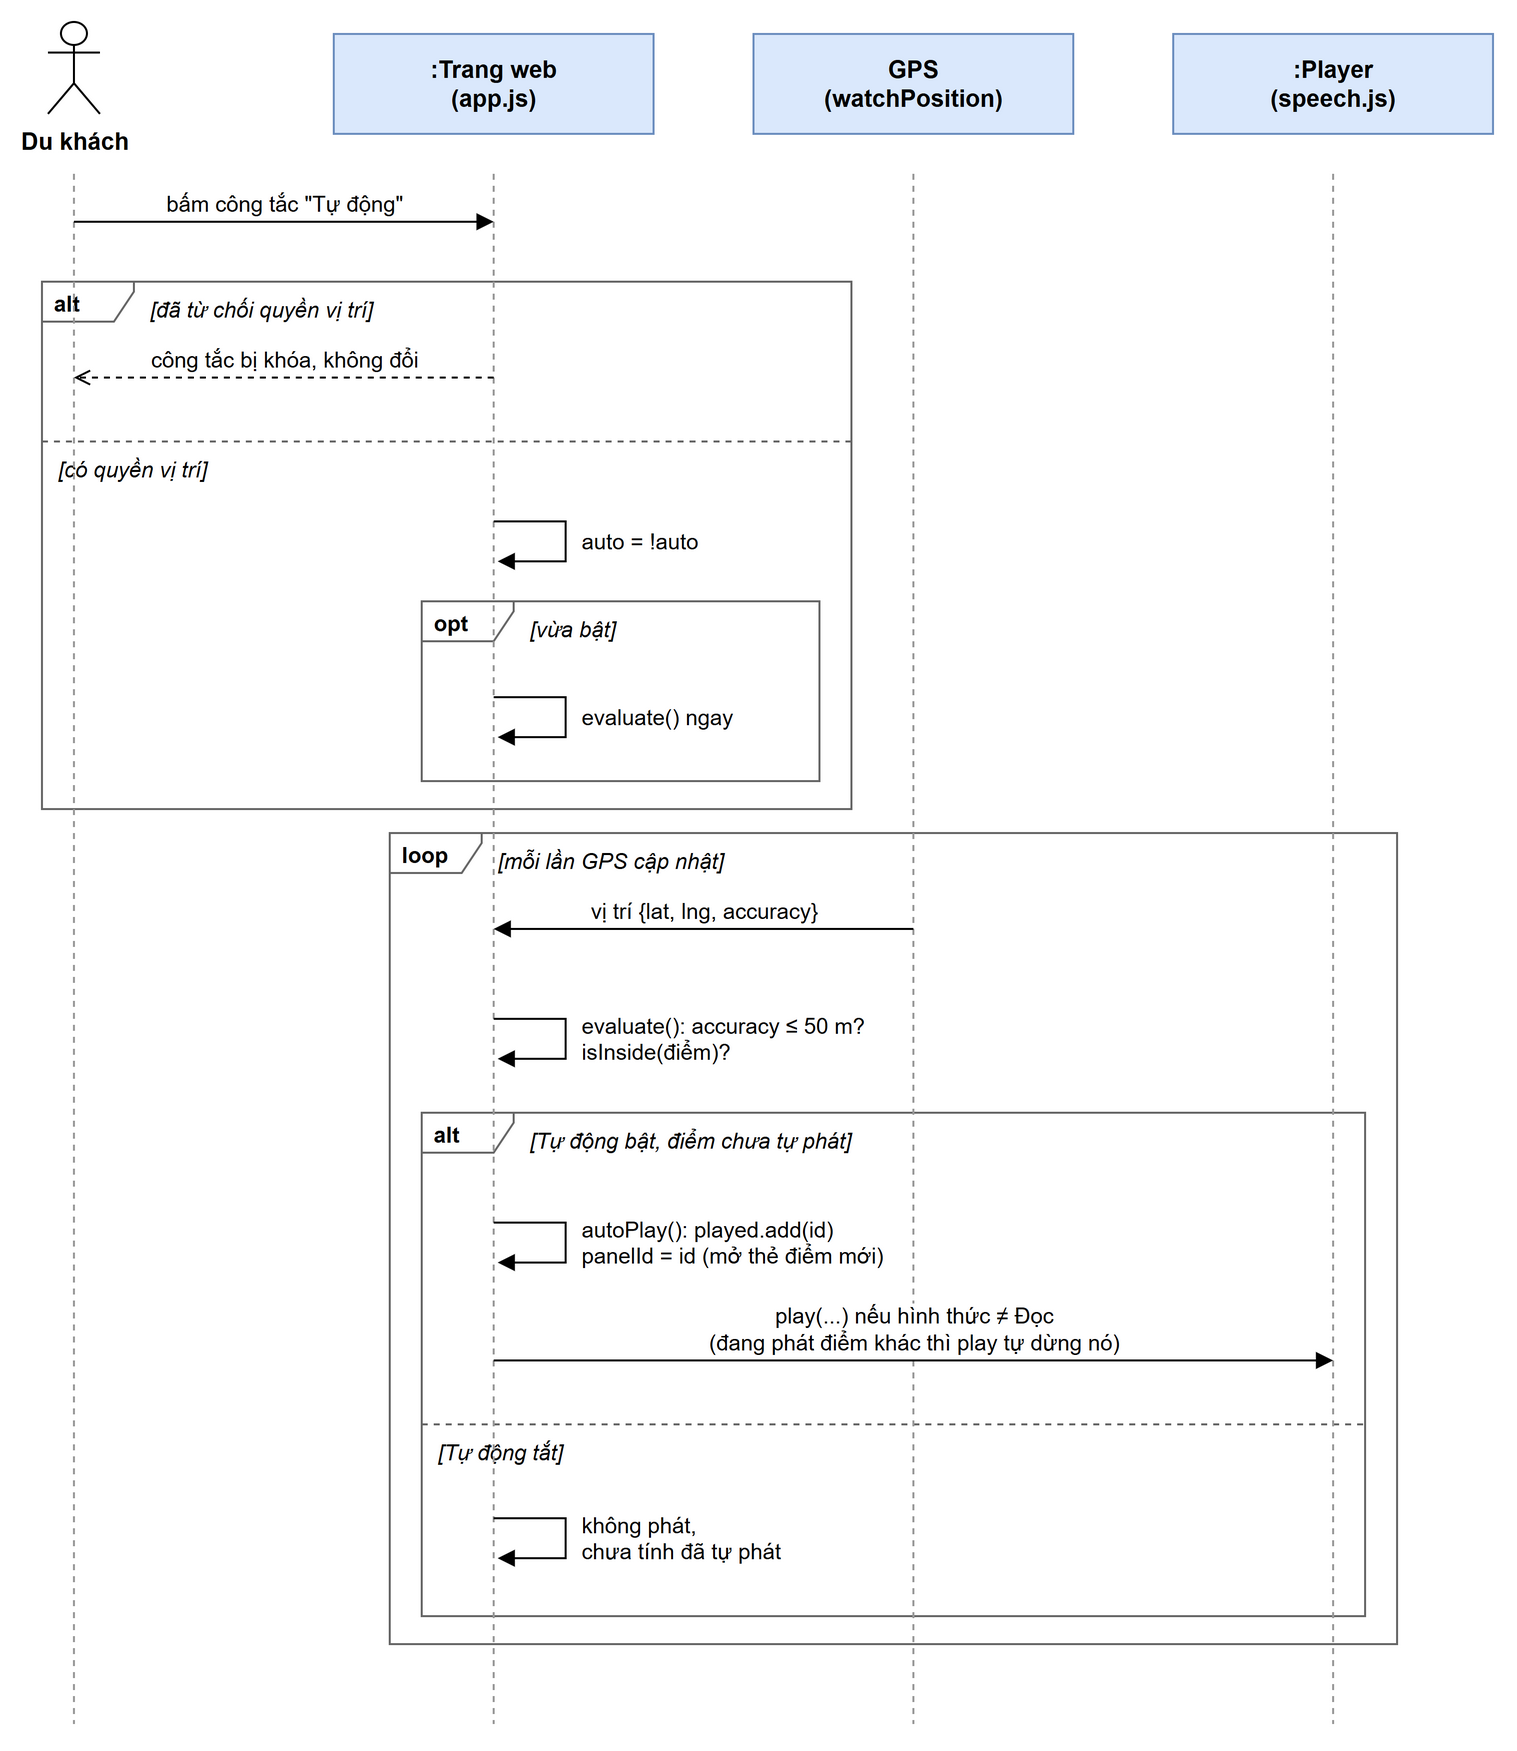 Du khách
:Trang web
(app.js)
GPS
(watchPosition)
:Player
(speech.js)
bấm công tắc "Tự động"
alt
[đã từ chối quyền vị trí]
công tắc bị khóa, không đổi
[có quyền vị trí]
auto = !auto
opt
[vừa bật]
evaluate() ngay
loop
[mỗi lần GPS cập nhật]
vị trí {lat, lng, accuracy}
evaluate(): accuracy ≤ 50 m?
isInside(điểm)?
alt
[Tự động bật, điểm chưa tự phát]
autoPlay(): played.add(id)
panelId = id (mở thẻ điểm mới)
play(...) nếu hình thức ≠ Đọc
(đang phát điểm khác thì play tự dừng nó)
[Tự động tắt]
không phát,
chưa tính đã tự phát